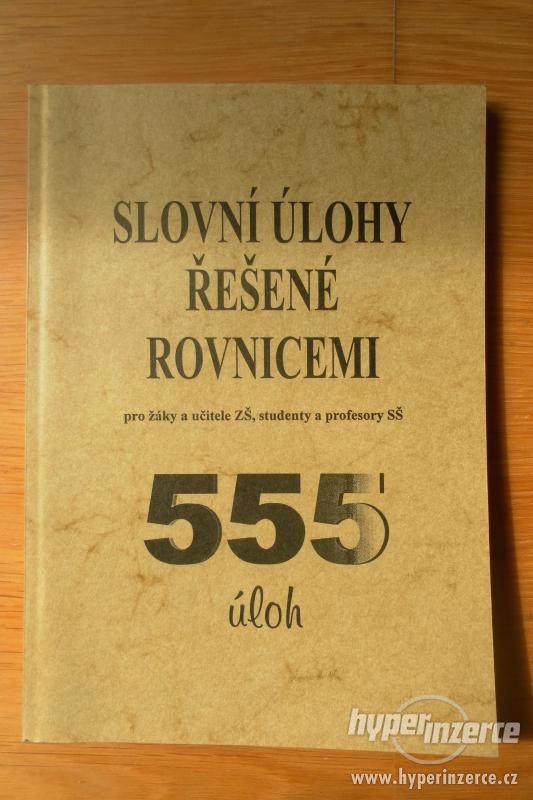 SLOVNÍ ÚLOHY
ŘEŠENÉ
ROVNICEMI
pro žáky a učitele ZŠ, studenty a profesory SŠ
555
úloh
hyperinzerce
www.hyperinzerce.cz